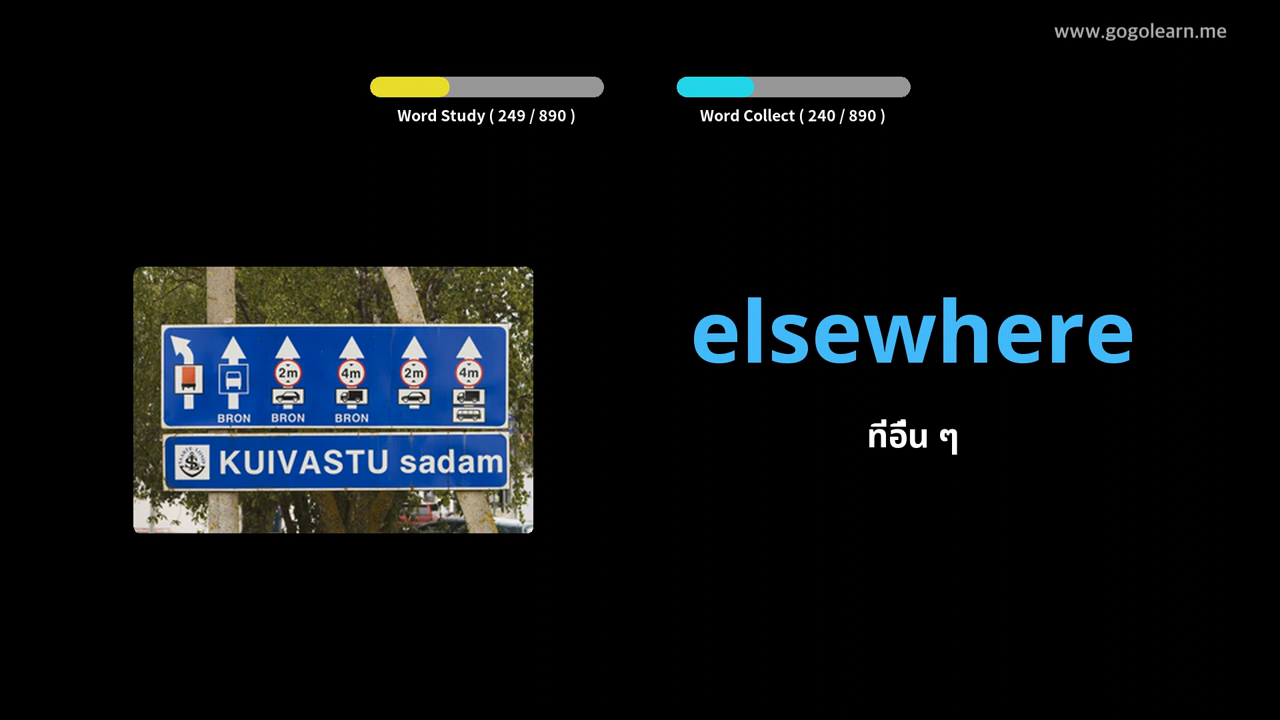 www.gogolearn.me
Word Study ( 249 / 890 )
Word Collect ( 240 / 890 )
elsewhere
ที่อื่น ๆ
2m 4m 2m 4m
BRON BRON BRON
KUIVASTU sadam